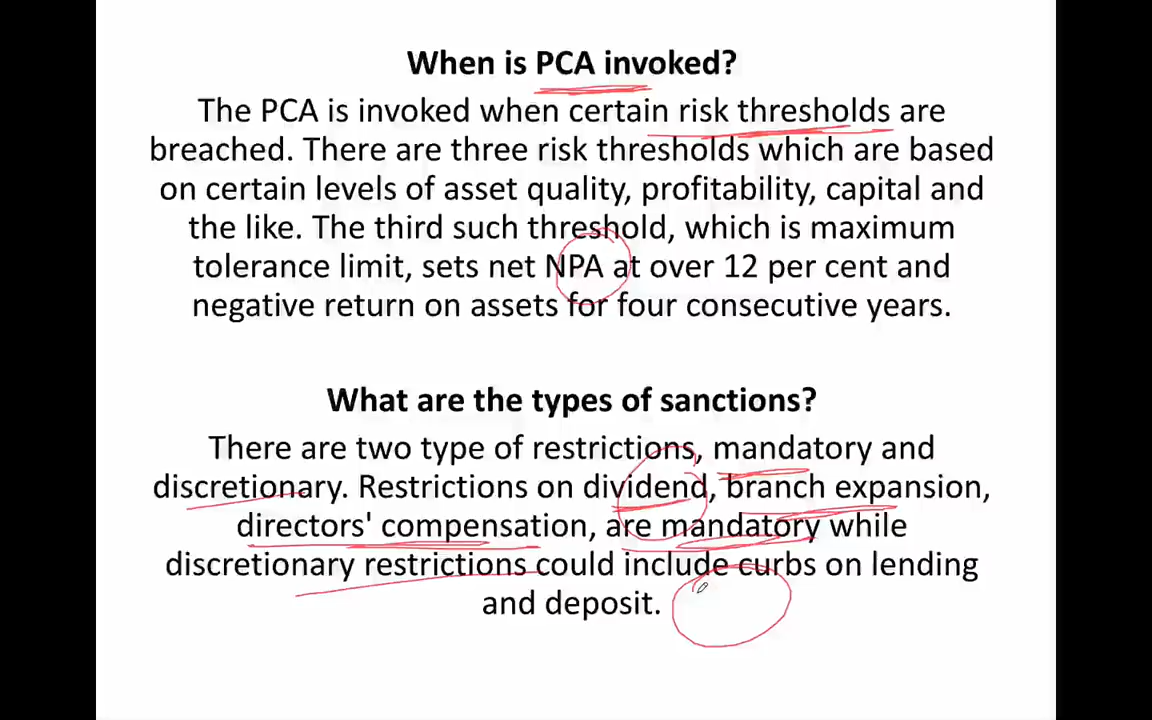 When is PCA invoked?
The PCA is invoked when certain risk thresholds are
breached. There are three risk thresholds which are based
on certain levels of asset quality, profitability, capital and
the like. The third such threshold, which is maximum
tolerance limit, sets net NPA at over 12 per cent and
negative return on assets for four consecutive years.
What are the types of sanctions?
There are two type of restrictions, mandatory and
discretionary. Restrictions on dividend, branch expansion,
directors' compensation, are mandatory while
discretionary restrictions could include curbs on lending
and deposit.